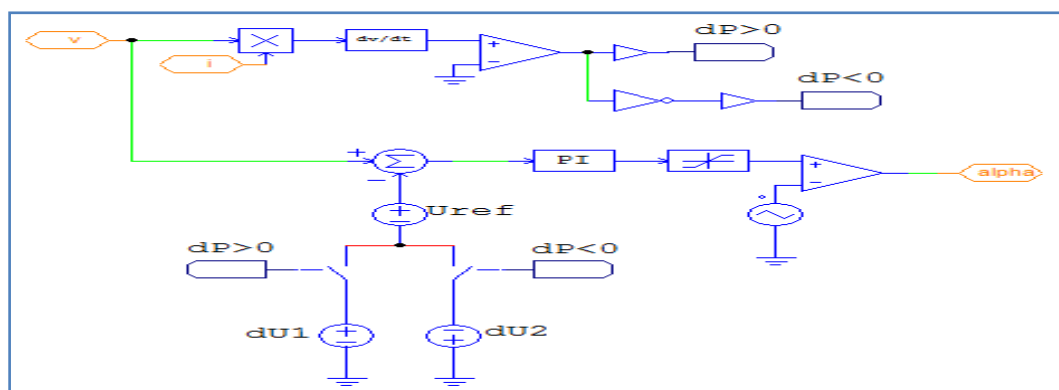 v
dv/dt
dP>0
i
dP<0
PI
alpha
Uref
dP>0
dP<0
dU1
dU2